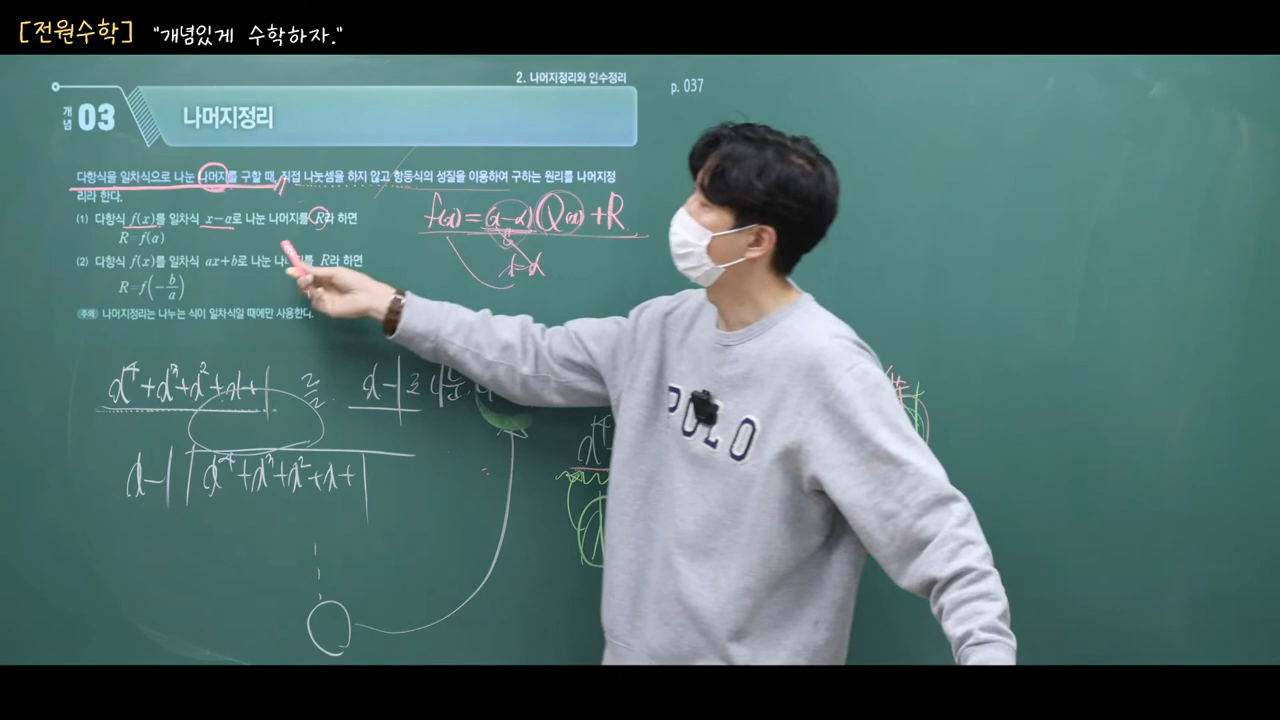 [전원수학] "개념있게 수학하자."
2. 나머지정리와 인수정리
p. 037
개념 03 나머지정리
다항식을 일차식으로 나눈 나머지를 구할 때, 직접 나눗셈을 하지 않고 항등식의 성질을 이용하여 구하는 원리를 나머지정
리라 한다.
(1) 다항식 f(x)를 일차식 x-a로 나눈 나머지를 R라 하면
R=f(a)
f(x)=(x-α)Q(x)+R
x=α
(2) 다항식 f(x)를 일차식 ax+b로 나눈 나머지를 R라 하면
R=f(-b/a)
주의 나머지정리는 나누는 식이 일차식일 때에만 사용한다.
x⁴+x³+x²+x+1 을 x-1로
x-1 x⁴+x³+x²+x+1
x⁴
POLO